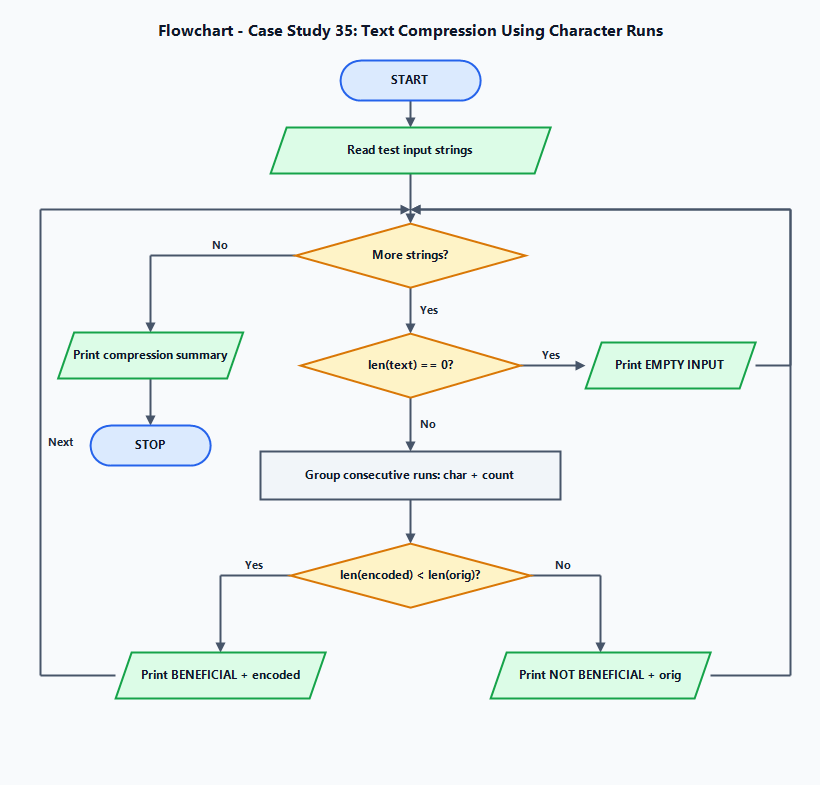 Flowchart - Case Study 35: Text Compression Using Character Runs
START
Read test input strings
More strings?
No
Yes
Print compression summary
len(text) == 0?
Yes
Print EMPTY INPUT
No
Next
STOP
Group consecutive runs: char + count
len(encoded) < len(orig)?
Yes
No
Print BENEFICIAL + encoded
Print NOT BENEFICIAL + orig